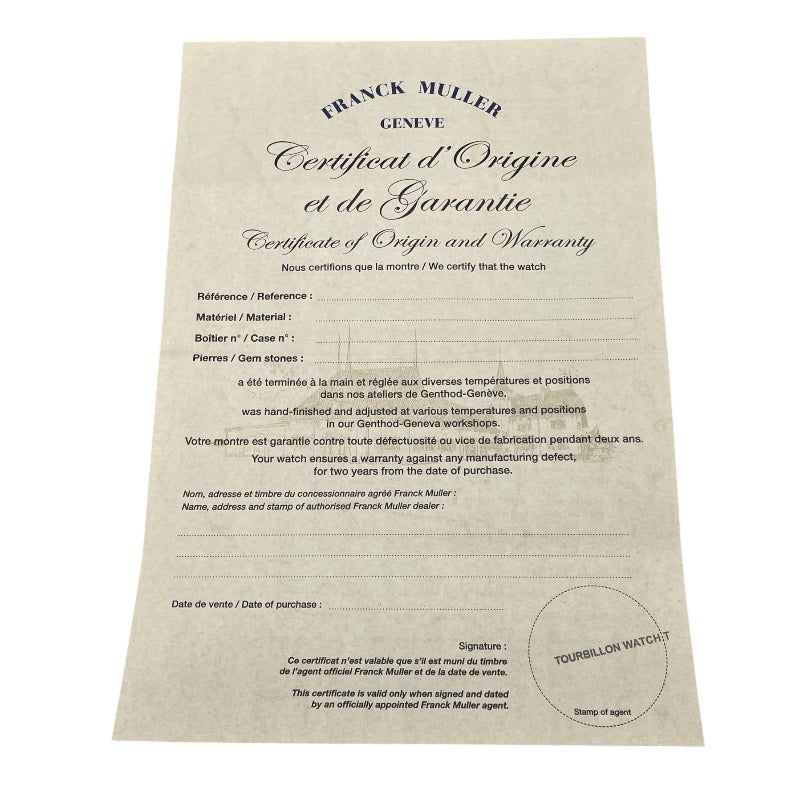 FRANCK MULLER
GENEVE
Certificat d'Origine
et de Garantie
Certificate of Origin and Warranty
Nous certifions que la montre / We certify that the watch
Référence / Reference :
Matériel / Material :
Boîtier n° / Case n° :
Pierres / Gem stones :
a été terminée à la main et réglée aux diverses températures et positions
dans nos ateliers de Genthod-Genève.
was hand-finished and adjusted at various temperatures and positions
in our Genthod-Geneva workshops.
Votre montre est garantie contre toute défectuosité ou vice de fabrication pendant deux ans.
Your watch ensures a warranty against any manufacturing defect,
for two years from the date of purchase.
Nom, adresse et timbre du concessionnaire agréé Franck Muller :
Name, address and stamp of authorised Franck Muller dealer :
Date de vente / Date of purchase :
Signature :
Ce certificat n'est valable que s'il est muni du timbre
de l'agent officiel Franck Muller et de la date de vente.
This certificate is valid only when signed and dated
by an officially appointed Franck Muller agent.
TOURBILLON WATCH.T
Stamp of agent